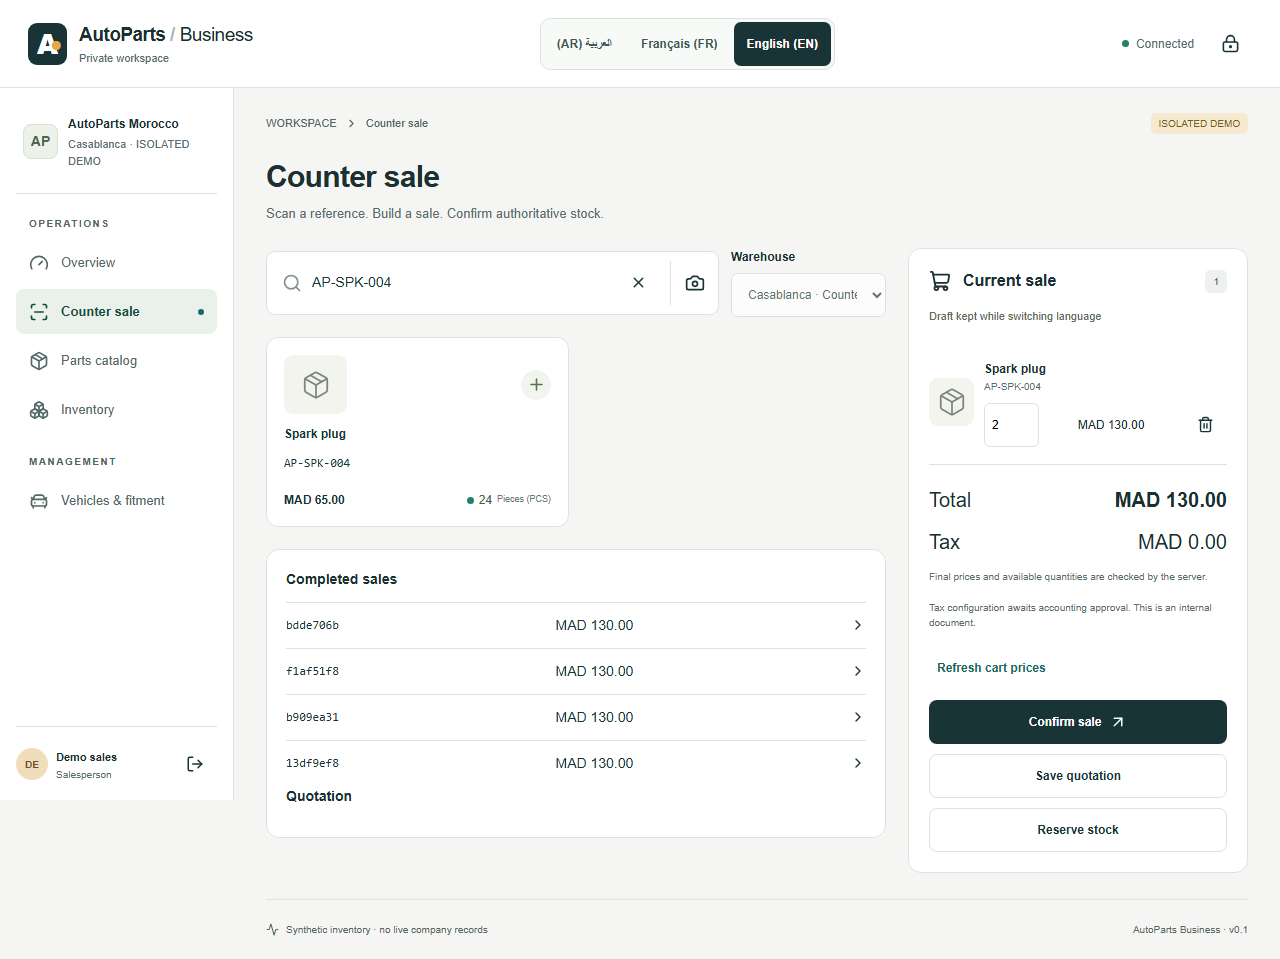 AutoParts / Business
Private workspace
العربية (AR)
Français (FR)
English (EN)
Connected
AP
AutoParts Morocco
Casablanca · ISOLATED
DEMO
OPERATIONS
Overview
Counter sale
Parts catalog
Inventory
MANAGEMENT
Vehicles & fitment
DE
Demo sales
Salesperson
WORKSPACE
Counter sale
ISOLATED DEMO
Counter sale
Scan a reference. Build a sale. Confirm authoritative stock.
AP-SPK-004
Warehouse
Casablanca · Counte
Spark plug
AP-SPK-004
MAD 65.00
24 Pieces (PCS)
Completed sales
bdde706b MAD 130.00
f1af51f8 MAD 130.00
b909ea31 MAD 130.00
13df9ef8 MAD 130.00
Quotation
Current sale
1
Draft kept while switching language
Spark plug
AP-SPK-004
2
MAD 130.00
Total MAD 130.00
Tax MAD 0.00
Final prices and available quantities are checked by the server.
Tax configuration awaits accounting approval. This is an internal
document.
Refresh cart prices
Confirm sale
Save quotation
Reserve stock
Synthetic inventory · no live company records
AutoParts Business · v0.1